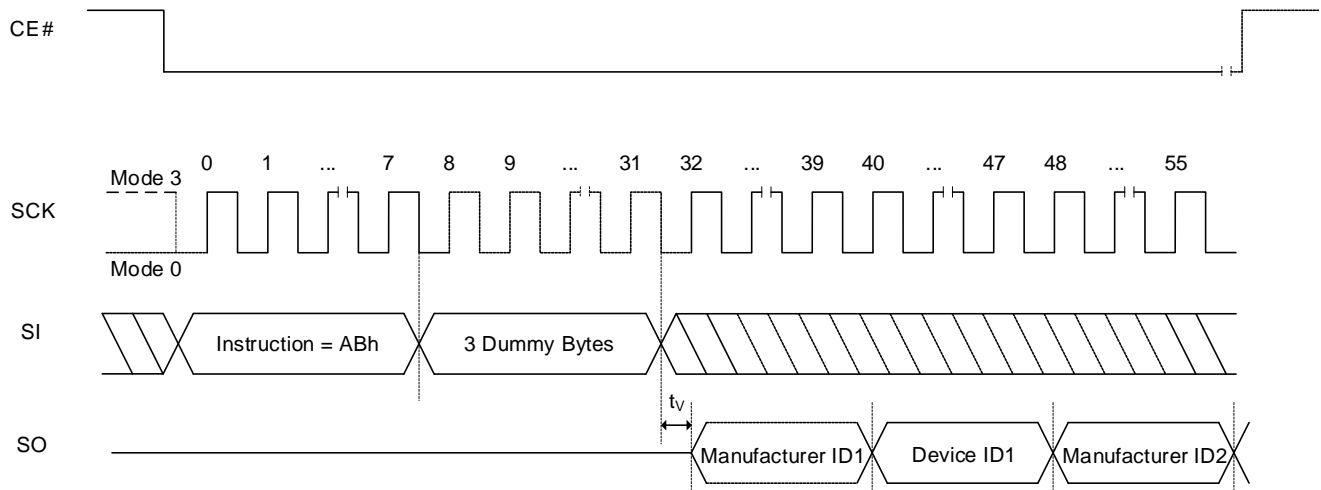 CE#
0 1 ... 7 8 9 ... 31 32 ... 39 40 ... 47 48 ... 55
Mode 3
SCK
Mode 0
SI
Instruction = ABh
3 Dummy Bytes
tV
SO
Manufacturer ID1
Device ID1
Manufacturer ID2